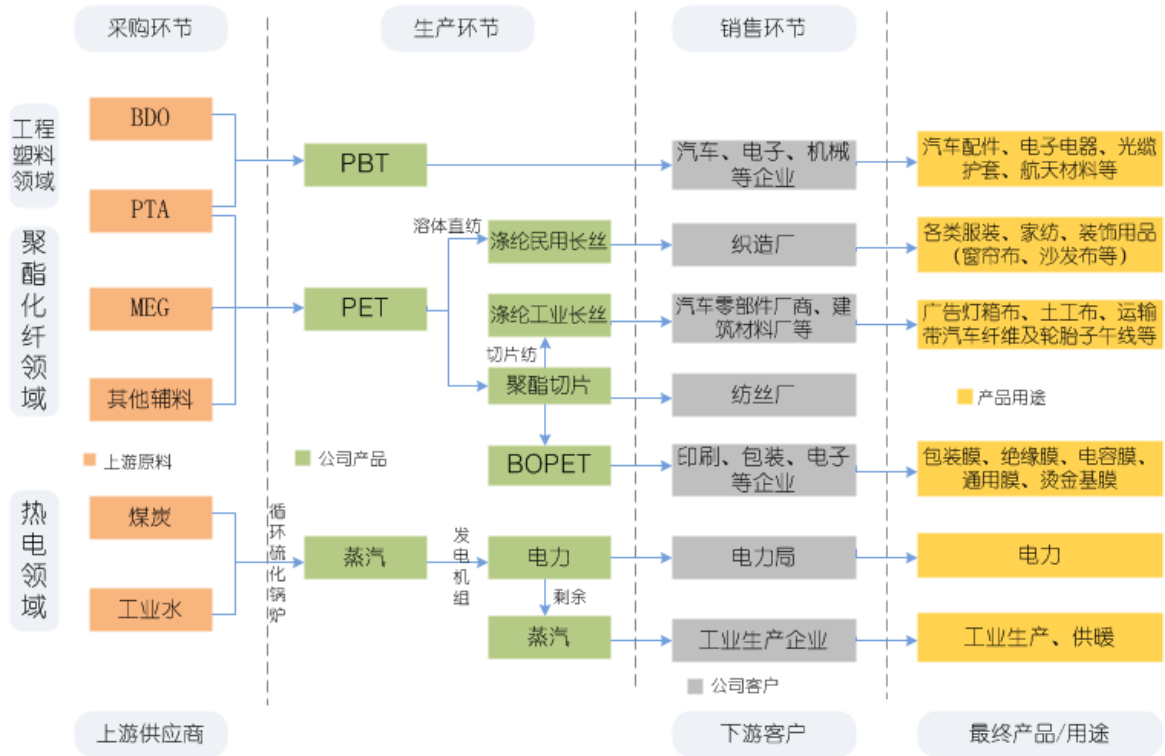 采购环节
生产环节
销售环节
工程
塑料
领域
BDO
PTA
PBT
汽车、电子、机械
等企业
汽车配件、电子电器、光缆
护套、航天材料等
聚
酯
化
纤
领
域
MEG
其他辅料
PET
溶体直纺
涤纶民用长丝
织造厂
各类服装、家纺、装饰用品
(窗帘布、沙发布等)
涤纶工业长丝
汽车零部件厂商、建
筑材料厂等
广告灯箱布、土工布、运输
带汽车纤维及轮胎子午线等
切片纺
聚酯切片
纺丝厂
产品用途
上游原料
公司产品
BOPET
印刷、包装、电子
等企业
包装膜、绝缘膜、电容膜、
通用膜、烫金基膜
热
电
领
域
煤炭
工业水
循
环
硫
化
锅
炉
蒸汽
发
电
机
组
电力
电力局
电力
剩余
蒸汽
工业生产企业
工业生产、供暖
公司客户
上游供应商
下游客户
最终产品/用途